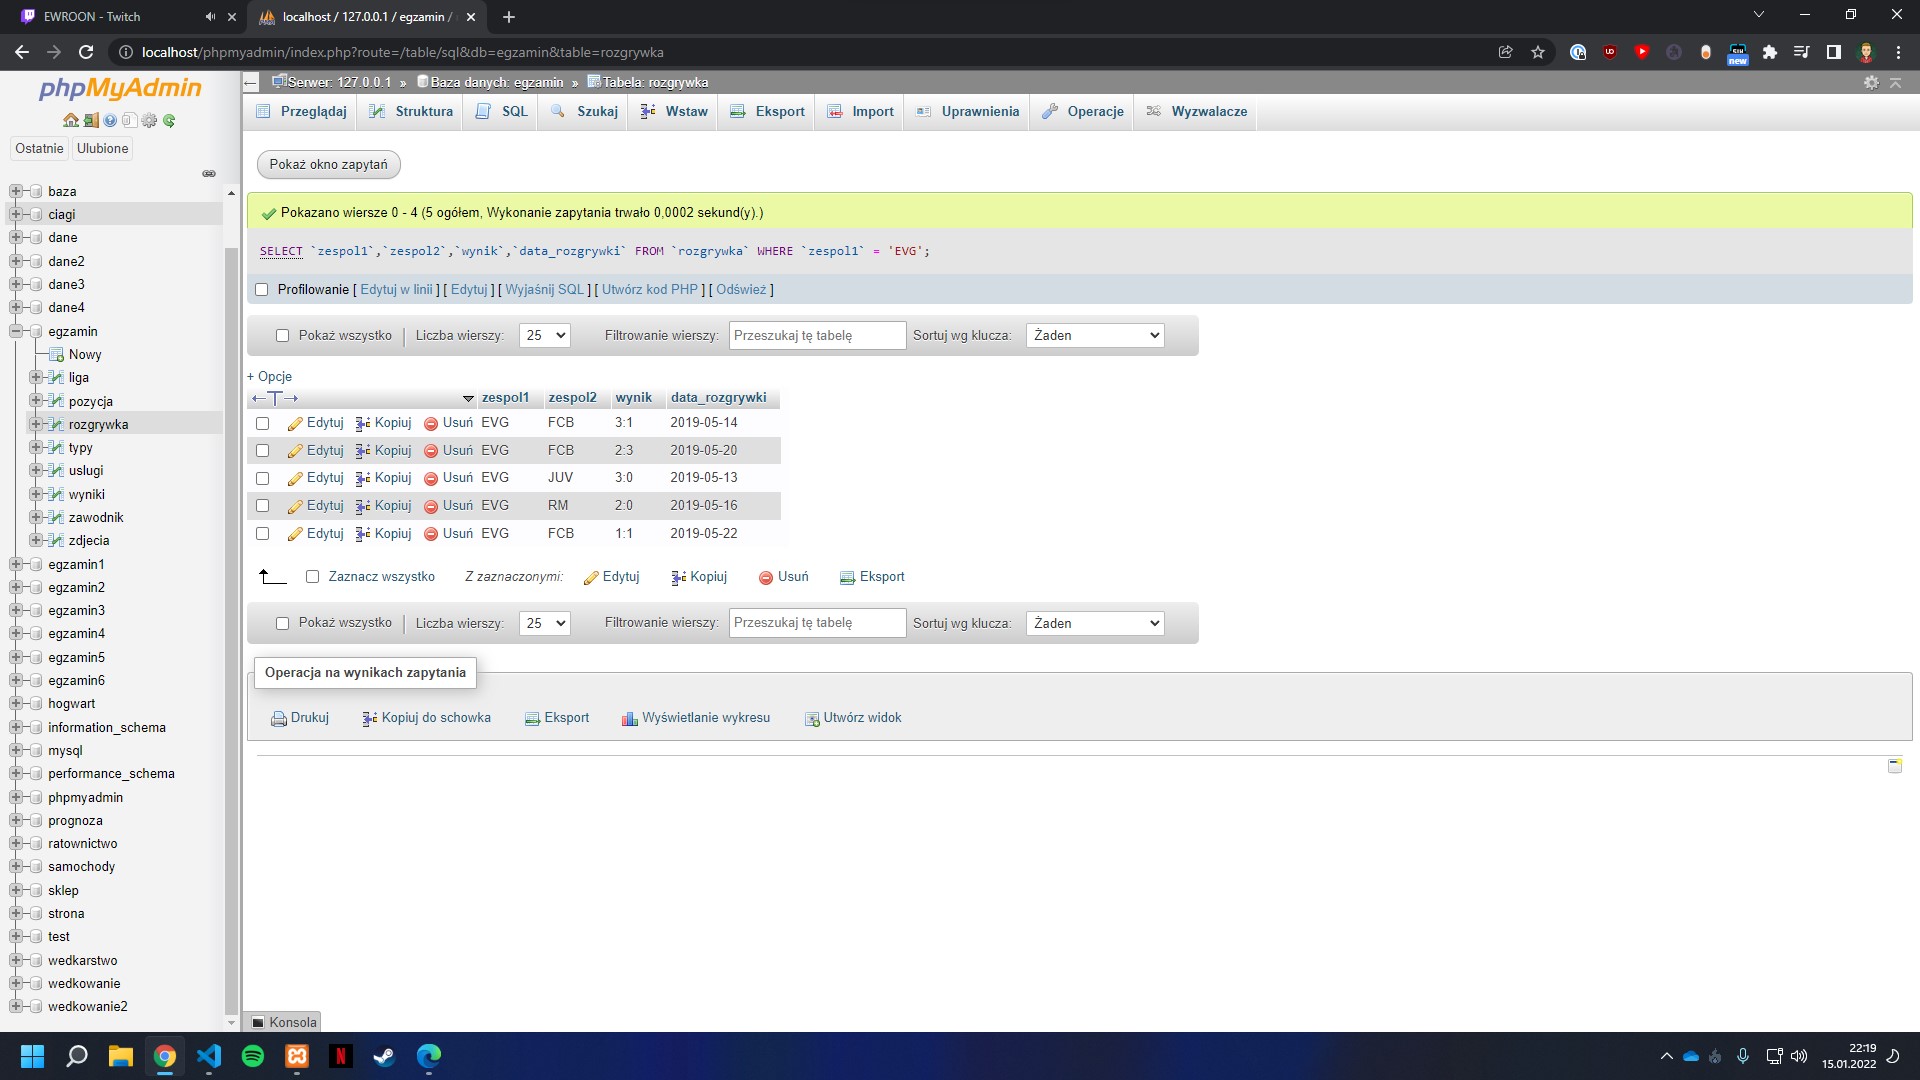 EWROON - Twitch
localhost / 127.0.0.1 / egzamin /
localhost/phpmyadmin/index.php?route=/table/sql&db=egzamin&table=rozgrywka
new
phpMyAdmin
Ostatnie Ulubione
baza
ciagi
dane
dane2
dane3
dane4
egzamin
Nowy
liga
pozycja
rozgrywka
typy
uslugi
wyniki
zawodnik
zdjecia
egzamin1
egzamin2
egzamin3
egzamin4
egzamin5
egzamin6
hogwart
information_schema
mysql
performance_schema
phpmyadmin
prognoza
ratownictwo
samochody
sklep
strona
test
wedkarstwo
wedkowanie
wedkowanie2
Serwer: 127.0.0.1 » Baza danych: egzamin » Tabela: rozgrywka
Przeglądaj Struktura SQL Szukaj Wstaw Eksport Import Uprawnienia Operacje Wyzwalacze
Pokaż okno zapytań
Pokazano wiersze 0 - 4 (5 ogółem, Wykonanie zapytania trwało 0,0002 sekund(y).)
SELECT `zespol1`,`zespol2`,`wynik`,`data_rozgrywki` FROM `rozgrywka` WHERE `zespol1` = 'EVG';
Profilowanie [ Edytuj w linii ] [ Edytuj ] [ Wyjaśnij SQL ] [ Utwórz kod PHP ] [ Odśwież ]
Pokaż wszystko | Liczba wierszy: 25 Filtrowanie wierszy: Przeszukaj tę tabelę Sortuj wg klucza: Żaden
+ Opcje
←T→ zespol1 zespol2 wynik data_rozgrywki
Edytuj Kopiuj Usuń EVG FCB 3:1 2019-05-14
Edytuj Kopiuj Usuń EVG FCB 2:3 2019-05-20
Edytuj Kopiuj Usuń EVG JUV 3:0 2019-05-13
Edytuj Kopiuj Usuń EVG RM 2:0 2019-05-16
Edytuj Kopiuj Usuń EVG FCB 1:1 2019-05-22
Zaznacz wszystko Z zaznaczonymi: Edytuj Kopiuj Usuń Eksport
Pokaż wszystko | Liczba wierszy: 25 Filtrowanie wierszy: Przeszukaj tę tabelę Sortuj wg klucza: Żaden
Operacja na wynikach zapytania
Drukuj Kopiuj do schowka Eksport Wyświetlanie wykresu Utwórz widok
Konsola
22:19
15.01.2022